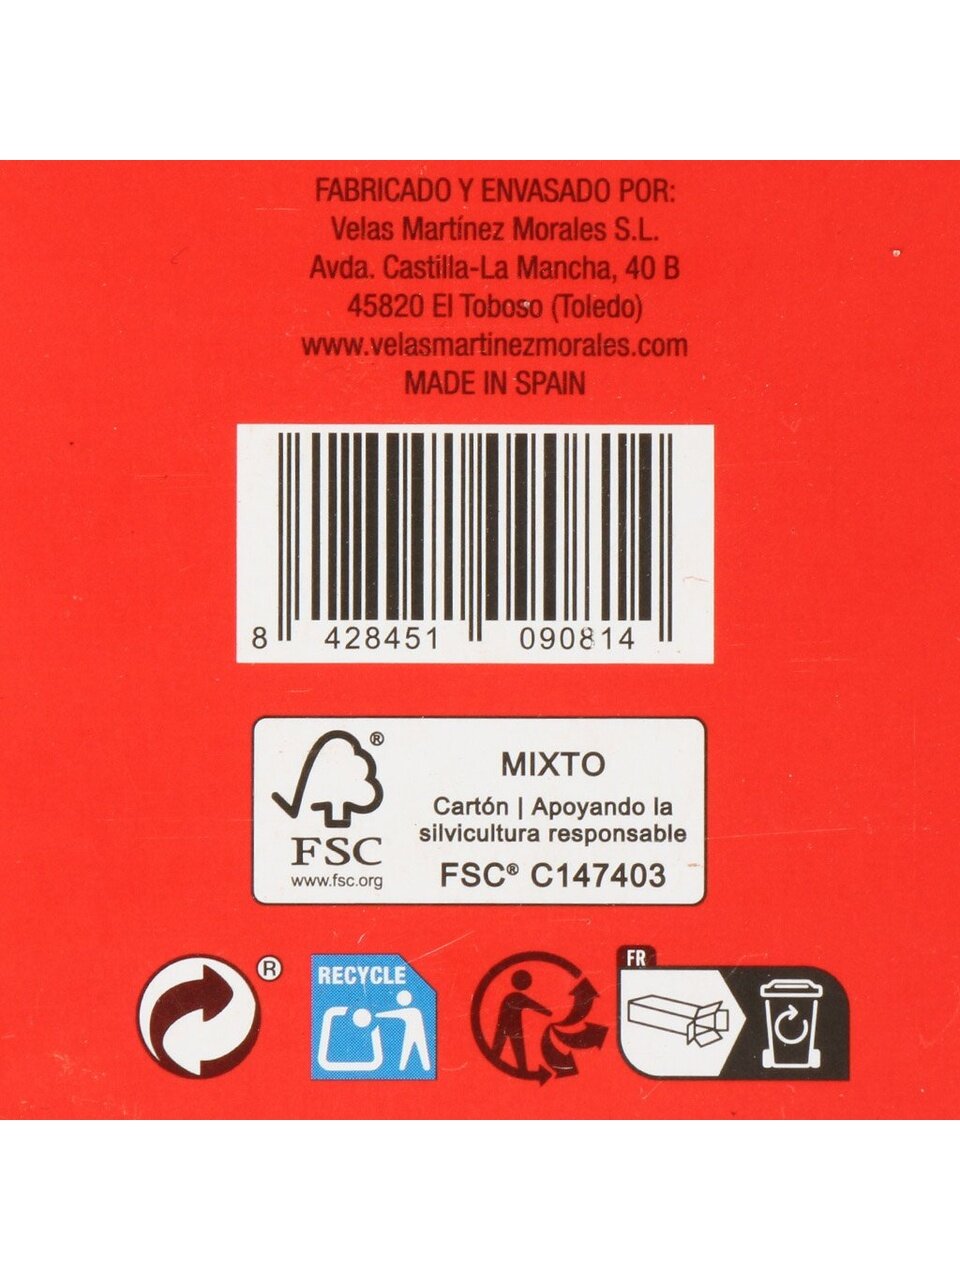 FABRICADO Y ENVASADO POR:
Velas Martínez Morales S.L.
Avda. Castilla-La Mancha, 40 B
45820 El Toboso (Toledo)
www.velasmartinezmorales.com
MADE IN SPAIN
8 428451 090814
®
FSC
www.fsc.org
MIXTO
Cartón | Apoyando la
silvicultura responsable
FSC® C147403
®
RECYCLE
FR